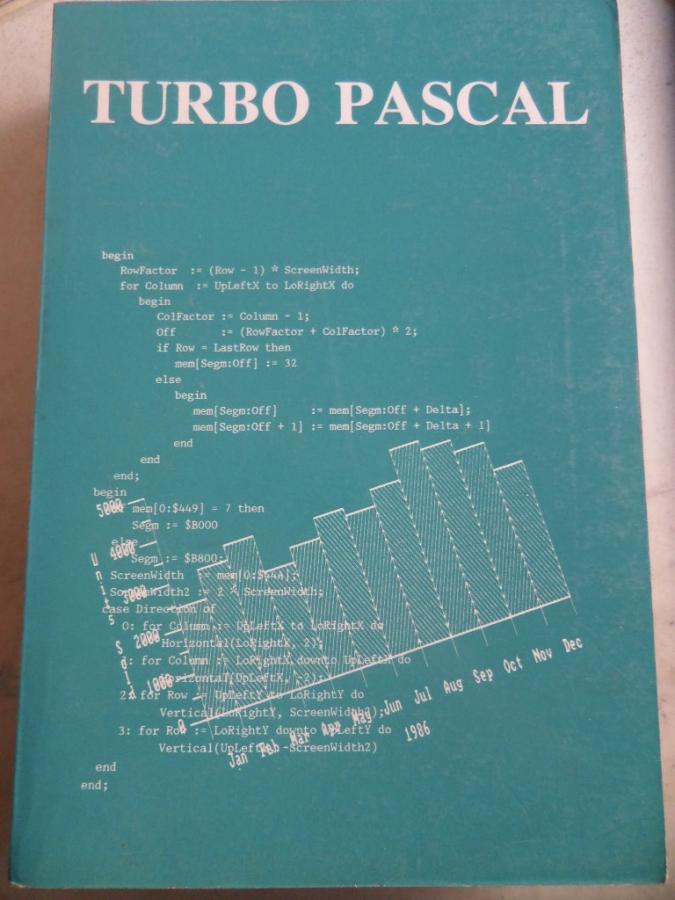 TURBO PASCAL
begin
RowFactor := (Row - 1) * ScreenWidth;
for Column := UpLeftX to LoRightX do
begin
ColFactor := Column - 1;
Off := (RowFactor + ColFactor) * 2;
if Row = LastRow then
mem[Segm:Off] := 32
else
begin
mem[Segm:Off] := mem[Segm:Off + Delta];
mem[Segm:Off + 1] := mem[Segm:Off + Delta + 1]
end
end
end;
begin
mem[0:$449] = 7 then
Segm := $B000
else
Segm := $B800;
ScreenWidth := mem[0:$44A];
ScreenWidth2 := 2 * ScreenWidth;
case Direction of
0: for Column := UpLeftX to LoRightX do
Horizontal(LoRightX, 2);
1: for Column := LoRightX downto UpLeftX do
Horizontal(UpLeftX, -2);
2: for Row := UpLeftY to LoRightY do
Vertical(LoRightY, ScreenWidth2);
3: for Row := LoRightY downto UpLeftY do
Vertical(UpLeftY, -ScreenWidth2)
end
end;
5000
4000
3000
2000
1000
0
Units Sold
Jan Feb Mar Apr May Jun Jul Aug Sep Oct Nov Dec
1986